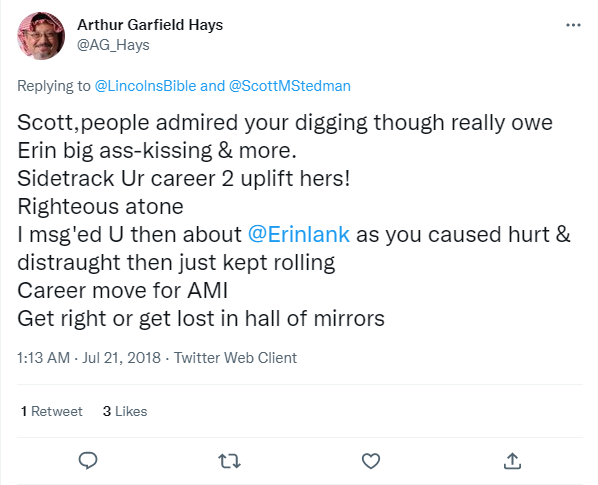 Arthur Garfield Hays
@AG_Hays
Replying to @LincolnsBible and @ScottMStedman
Scott,people admired your digging though really owe
Erin big ass-kissing & more.
Sidetrack Ur career 2 uplift hers!
Righteous atone
I msg'ed U then about @Erinlank as you caused hurt &
distraught then just kept rolling
Career move for AMI
Get right or get lost in hall of mirrors
1:13 AM · Jul 21, 2018 · Twitter Web Client
1 Retweet 3 Likes